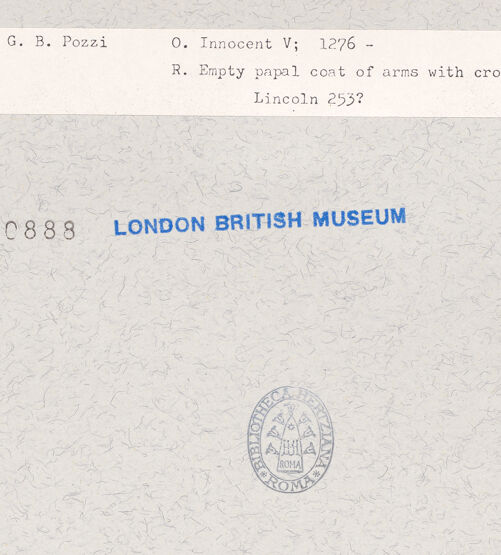 G. B. Pozzi O. Innocent V; 1276 -
R. Empty papal coat of arms with cro
Lincoln 253?
0888 LONDON BRITISH MUSEUM
BIBLIOTHECA HERTZIANA
ROMA
ROMA